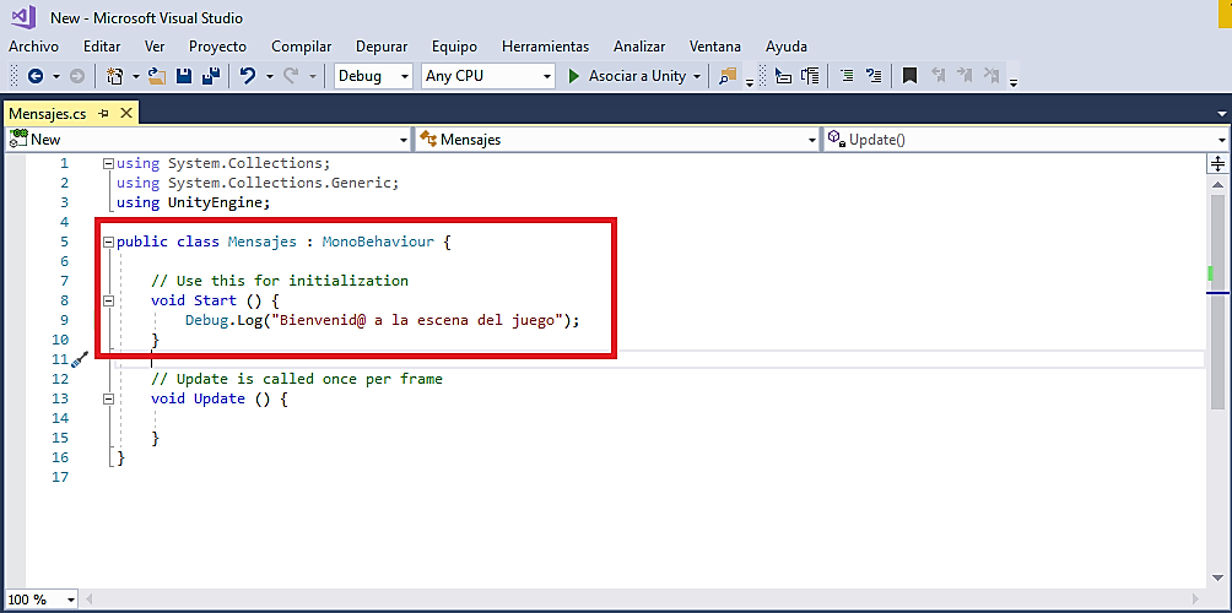 New - Microsoft Visual Studio
Archivo Editar Ver Proyecto Compilar Depurar Equipo Herramientas Analizar Ventana Ayuda
Debug Any CPU Asociar a Unity
Mensajes.cs
New Mensajes Update()
1 using System.Collections;
2 using System.Collections.Generic;
3 using UnityEngine;
4
5 public class Mensajes : MonoBehaviour {
6
7 // Use this for initialization
8 void Start () {
9 Debug.Log("Bienvenid@ a la escena del juego");
10 }
11
12 // Update is called once per frame
13 void Update () {
14
15 }
16 }
17
100 %